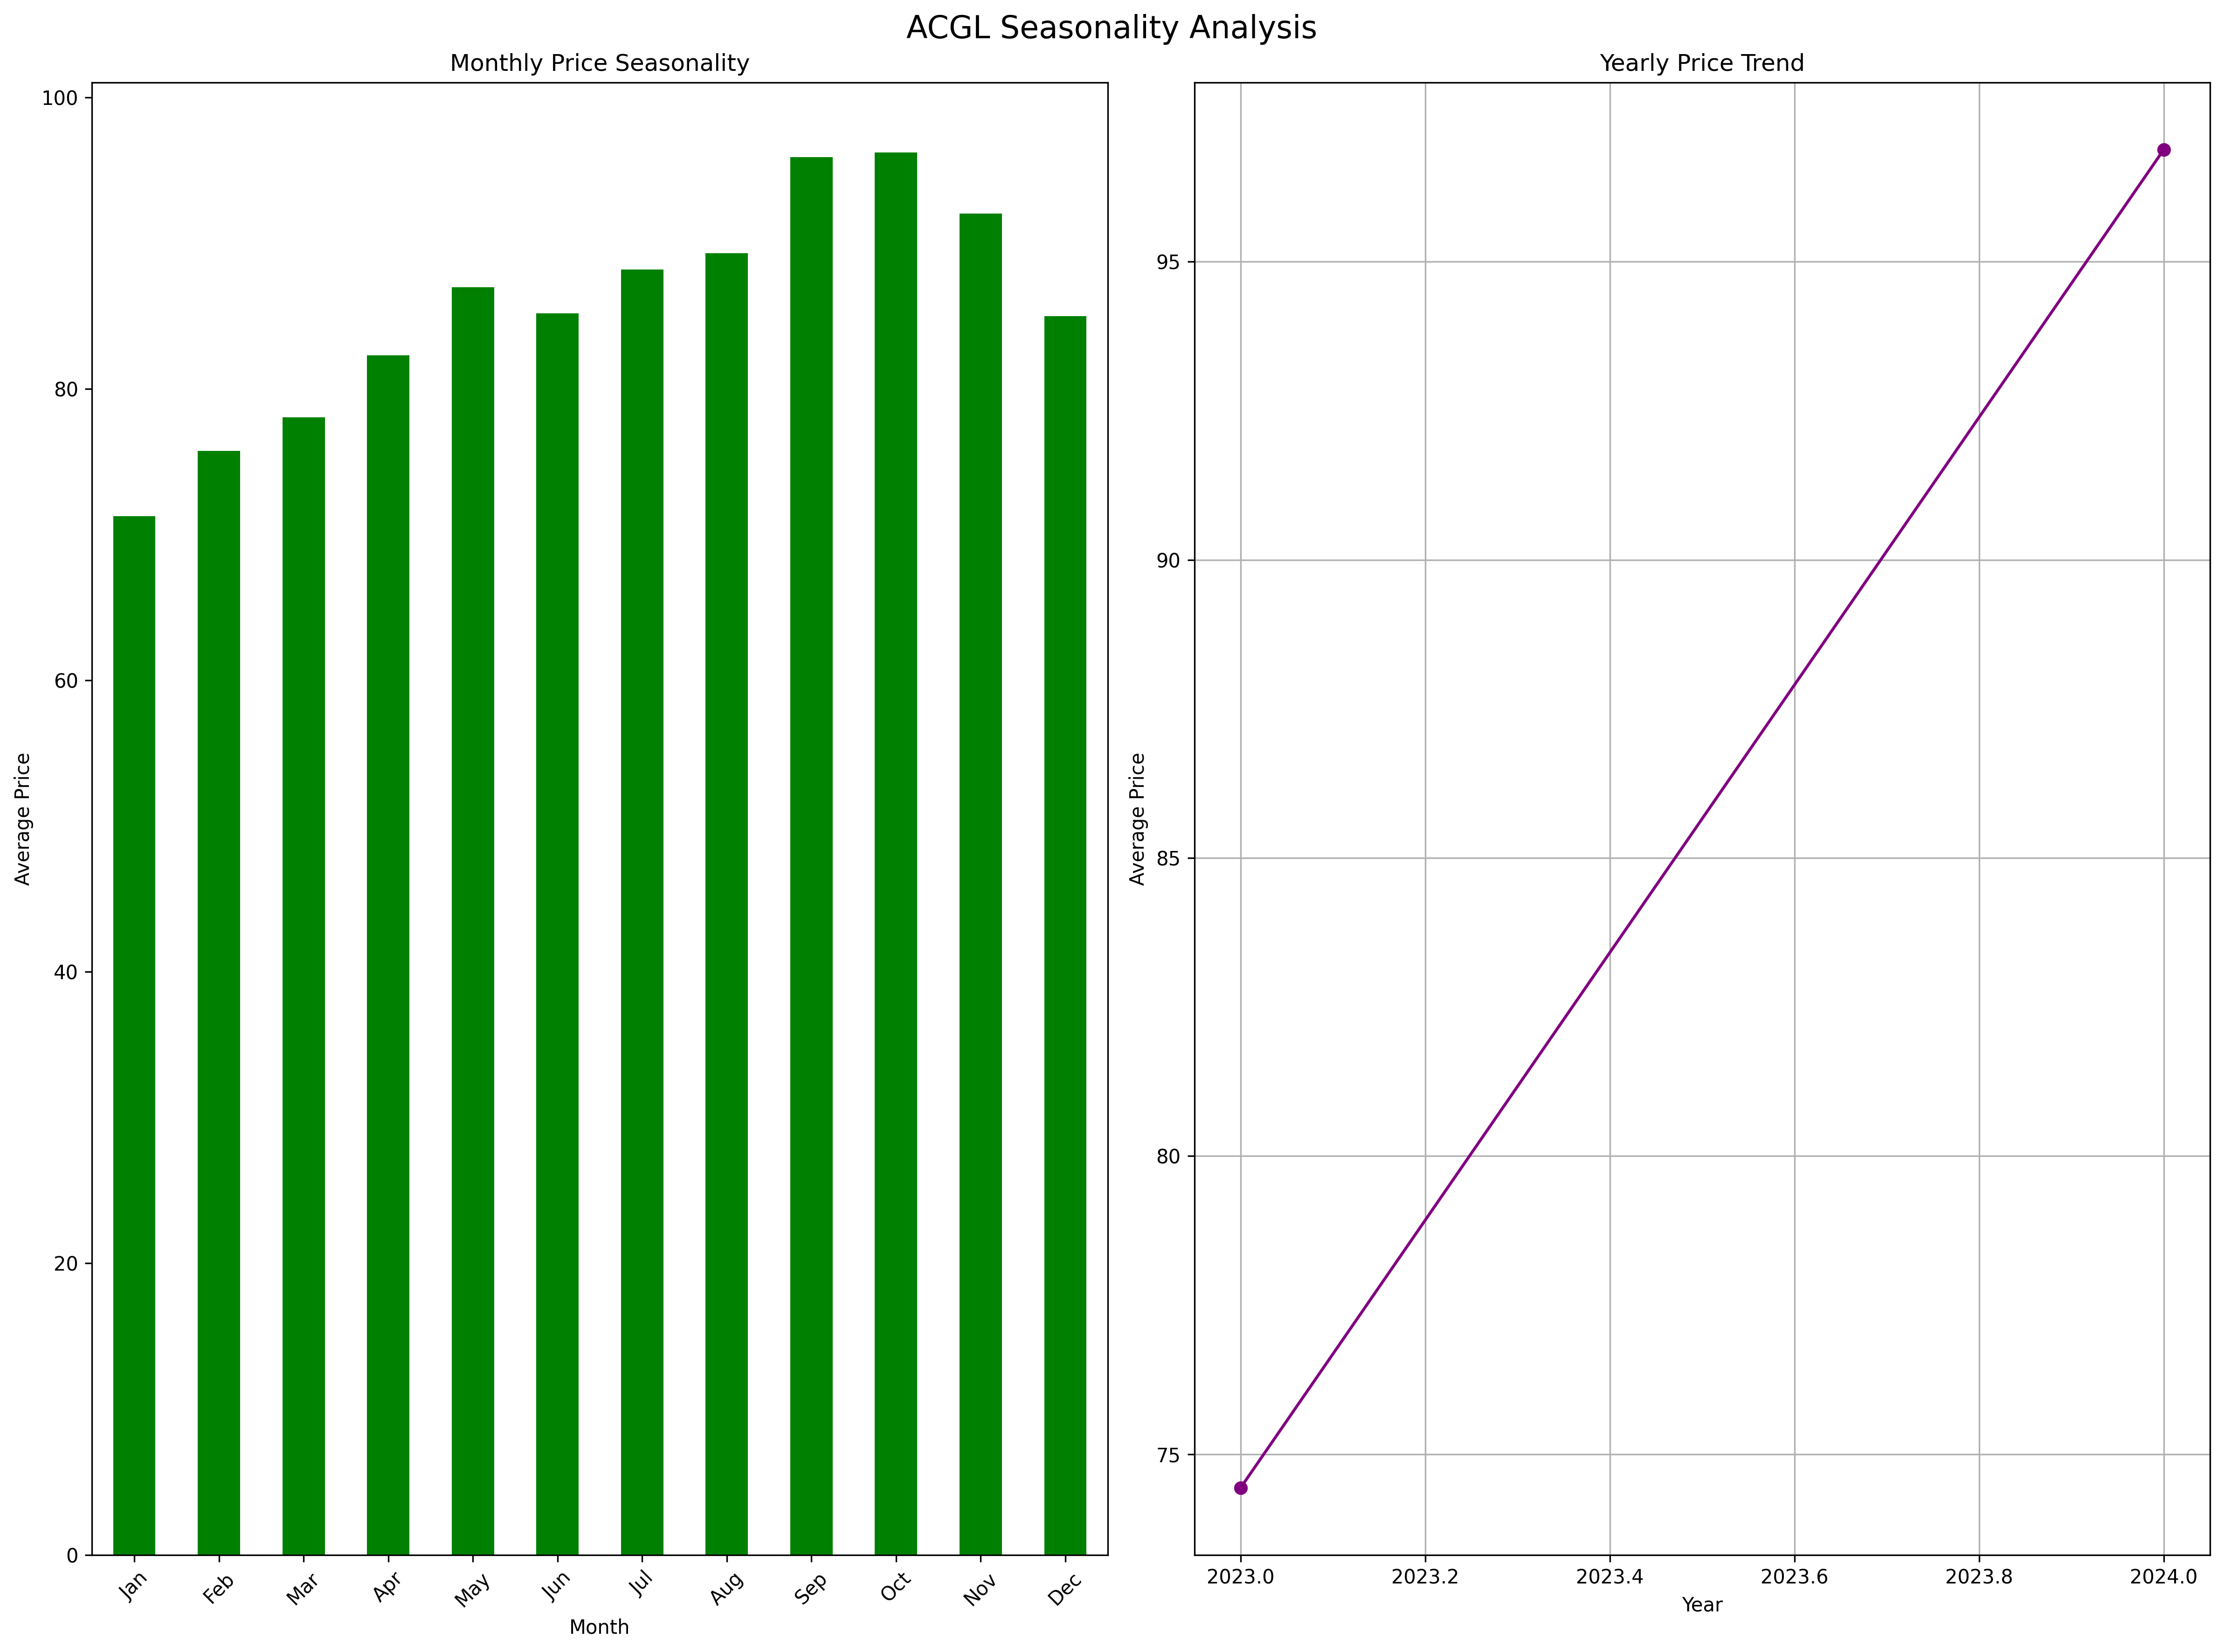 ACGL Seasonality Analysis
Monthly Price Seasonality
Average Price
100
80
60
40
20
0
Jan Feb Mar Apr May Jun Jul Aug Sep Oct Nov Dec
Month
Yearly Price Trend
Average Price
95
90
85
80
75
2023.0 2023.2 2023.4 2023.6 2023.8 2024.0
Year